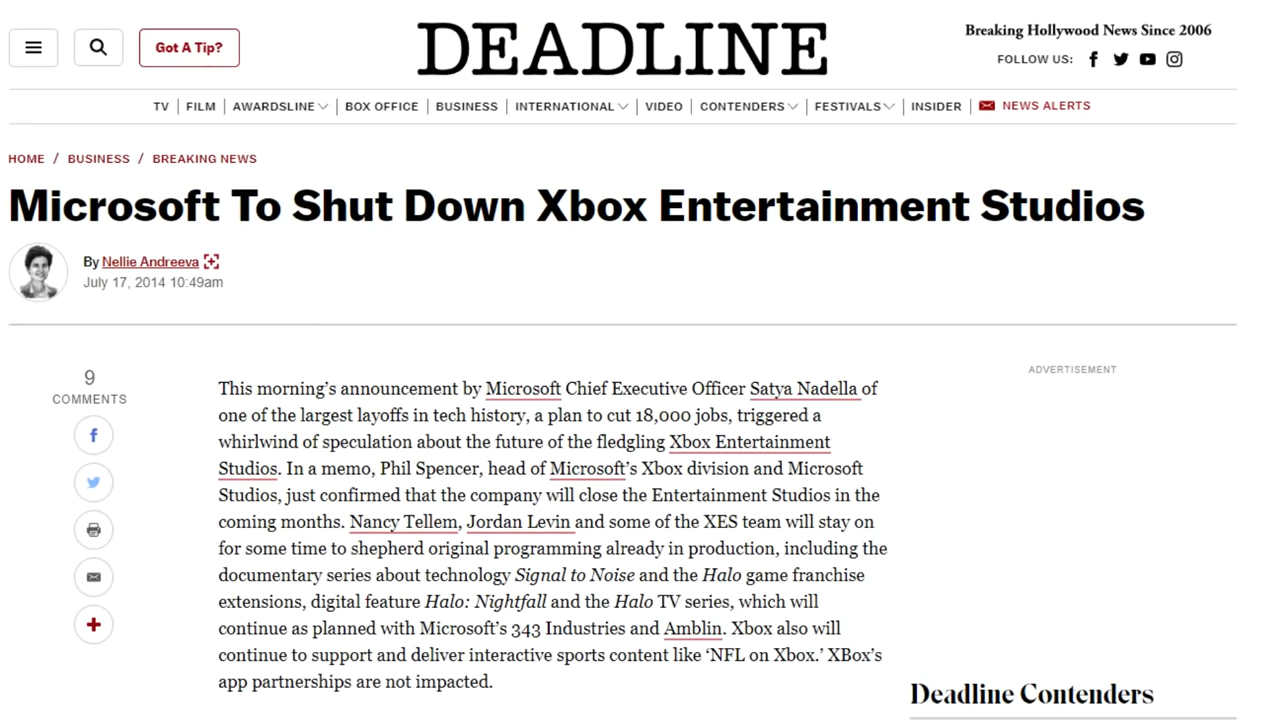 Got A Tip?
DEADLINE
Breaking Hollywood News Since 2006
FOLLOW US:
TV | FILM | AWARDSLINE | BOX OFFICE | BUSINESS | INTERNATIONAL | VIDEO | CONTENDERS | FESTIVALS | INSIDER | NEWS ALERTS
HOME / BUSINESS / BREAKING NEWS
Microsoft To Shut Down Xbox Entertainment Studios
By Nellie Andreeva
July 17, 2014 10:49am
9
COMMENTS
This morning’s announcement by Microsoft Chief Executive Officer Satya Nadella of
one of the largest layoffs in tech history, a plan to cut 18,000 jobs, triggered a
whirlwind of speculation about the future of the fledgling Xbox Entertainment
Studios. In a memo, Phil Spencer, head of Microsoft’s Xbox division and Microsoft
Studios, just confirmed that the company will close the Entertainment Studios in the
coming months. Nancy Tellem, Jordan Levin and some of the XES team will stay on
for some time to shepherd original programming already in production, including the
documentary series about technology Signal to Noise and the Halo game franchise
extensions, digital feature Halo: Nightfall and the Halo TV series, which will
continue as planned with Microsoft’s 343 Industries and Amblin. Xbox also will
continue to support and deliver interactive sports content like ‘NFL on Xbox.’ XBox’s
app partnerships are not impacted.
ADVERTISEMENT
Deadline Contenders